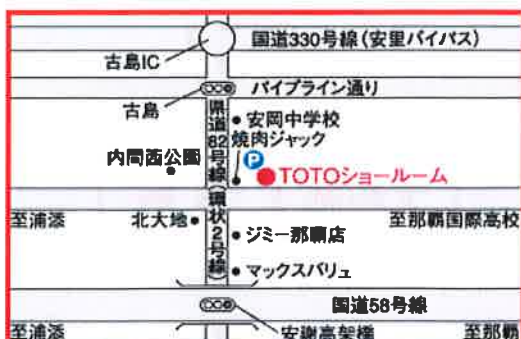 国道330号線(安里バイパス)
古島IC
パイプライン通り
古島
県道82号線(環状2号線)
安岡中学校
焼肉ジャック
内間西公園
P
TOTOショールーム
至浦添
北大地
至那覇国際高校
ジミー那覇店
マックスバリュ
国道58号線
至浦添
安謝高架橋
至那覇